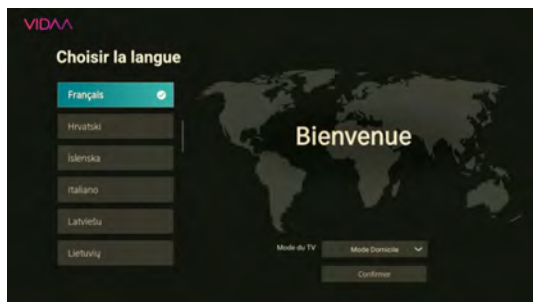 VIDAA
Choisir la langue
Français
Hrvatski
Íslenska
Italiano
Latviešu
Lietuvių
Bienvenue
Mode du TV
Mode Domicile
Confirmer